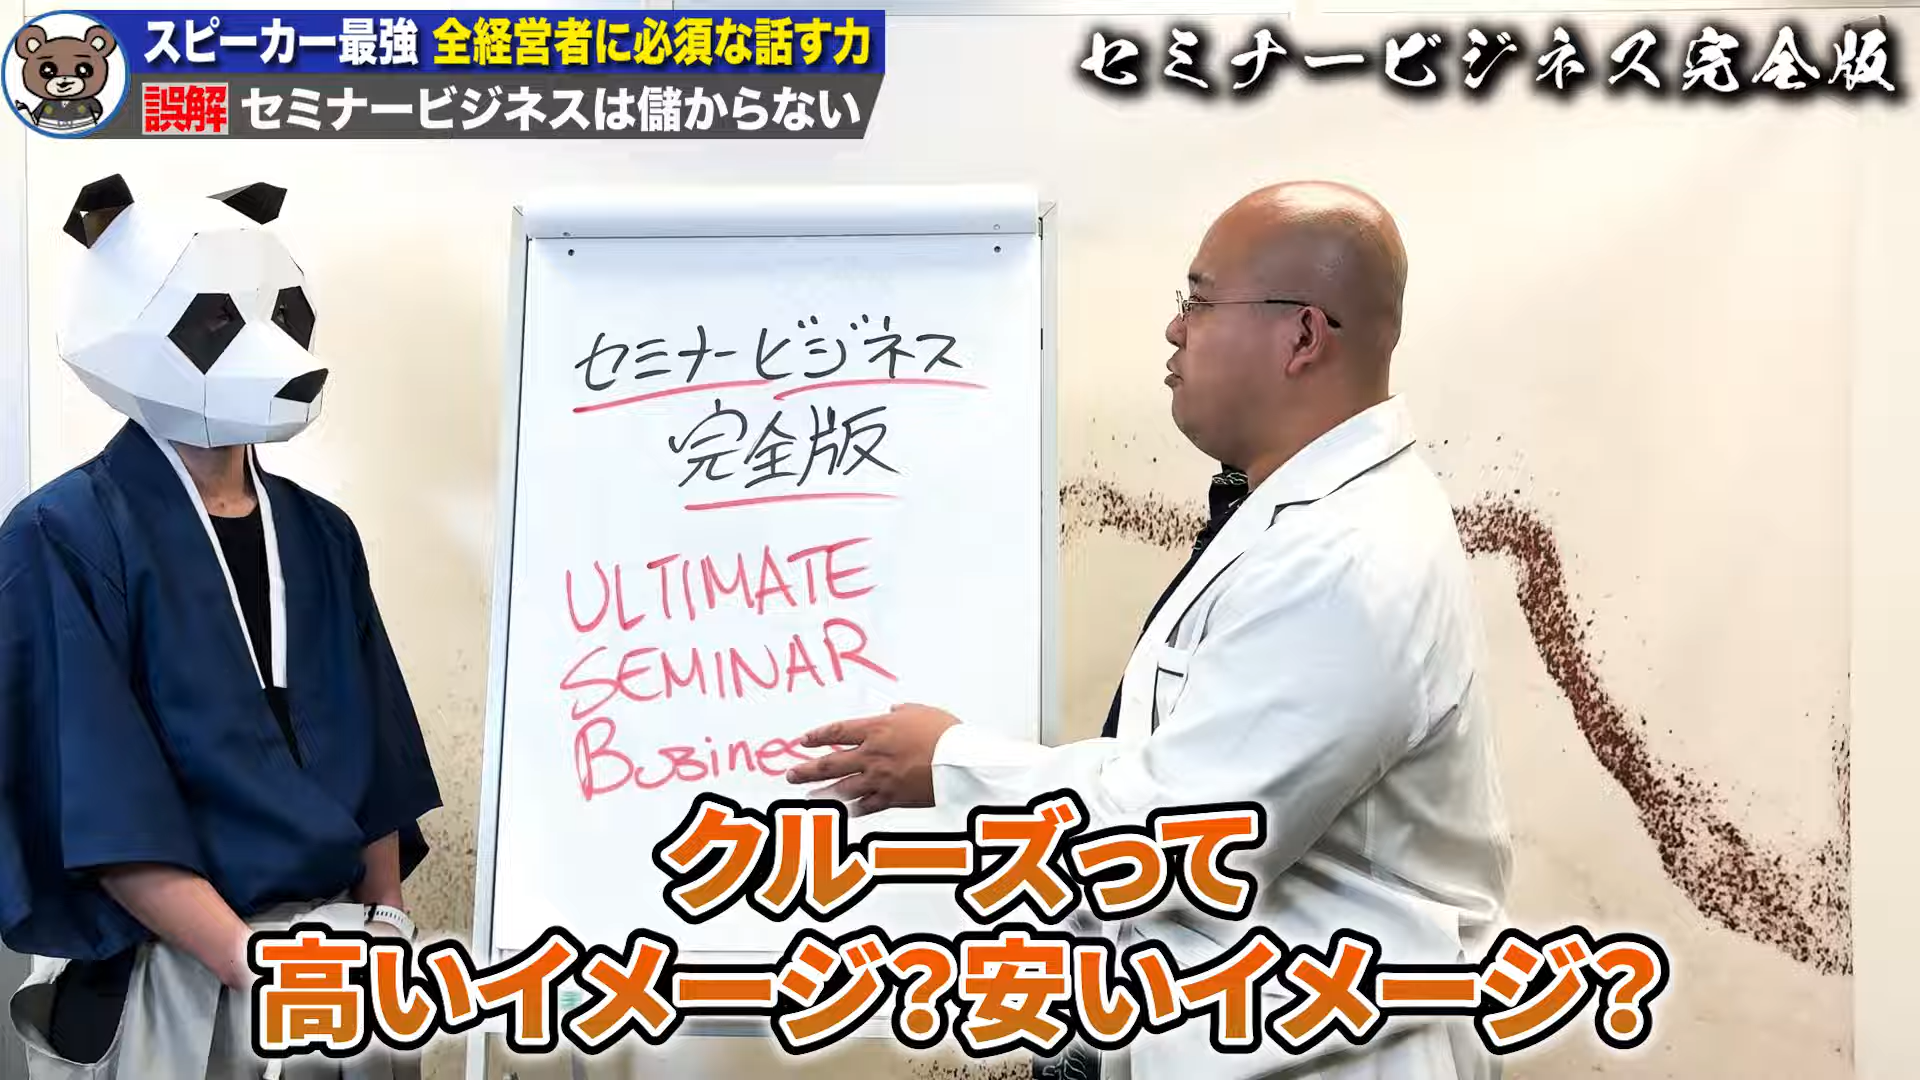 スピーカー最強 全経営者に必須な話す力
誤解 セミナービジネスは儲からない
セミナービジネス完全版
セミナービジネス
完全版
ULTIMATE
SEMINAR
Business
クルーズって
高いイメージ?安いイメージ?